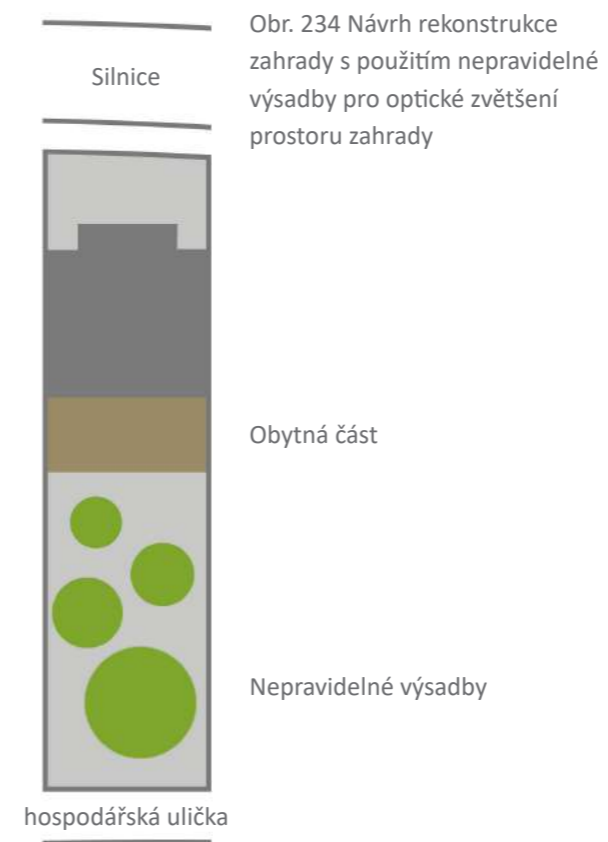 Obr. 234 Návrh rekonstrukce
zahrady s použitím nepravidelné
výsadby pro optické zvětšení
prostoru zahrady
Silnice
Obytná část
Nepravidelné výsadby
hospodářská ulička